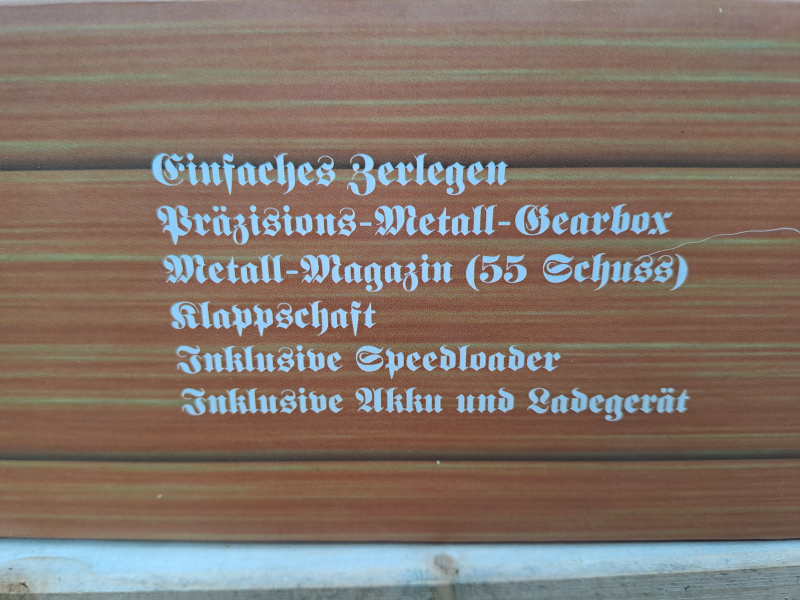 Einfaches Zerlegen
Präzisions-Metall-Gearbox
Metall-Magazin (55 Schuss)
Klappschaft
Inklusive Speedloader
Inklusive Akku und Ladegerät